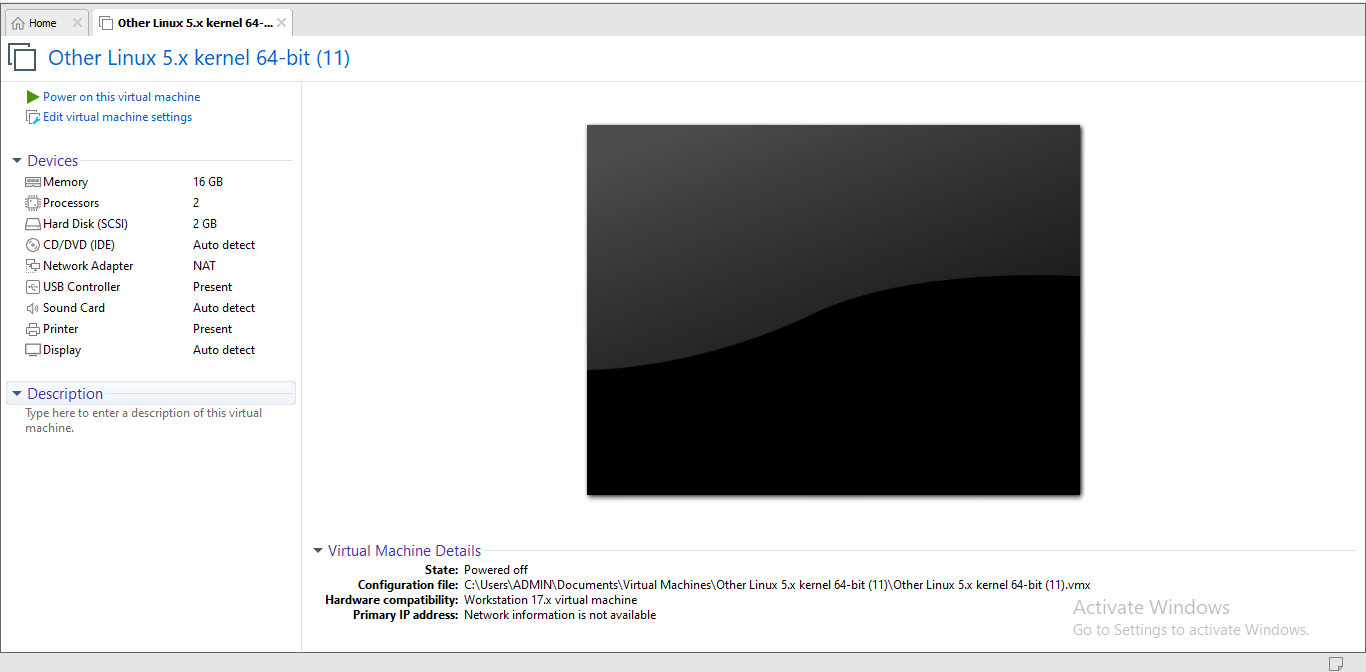 Home
Other Linux 5.x kernel 64-...
Other Linux 5.x kernel 64-bit (11)
Power on this virtual machine
Edit virtual machine settings
Devices
Memory 16 GB
Processors 2
Hard Disk (SCSI) 2 GB
CD/DVD (IDE) Auto detect
Network Adapter NAT
USB Controller Present
Sound Card Auto detect
Printer Present
Display Auto detect
Description
Type here to enter a description of this virtual
machine.
Virtual Machine Details
State: Powered off
Configuration file: C:\Users\ADMIN\Documents\Virtual Machines\Other Linux 5.x kernel 64-bit (11)\Other Linux 5.x kernel 64-bit (11).vmx
Hardware compatibility: Workstation 17.x virtual machine
Primary IP address: Network information is not available
Activate Windows
Go to Settings to activate Windows.